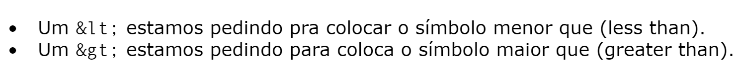 • Um &lt; estamos pedindo pra colocar o símbolo menor que (less than).
• Um &gt; estamos pedindo para coloca o símbolo maior que (greater than).